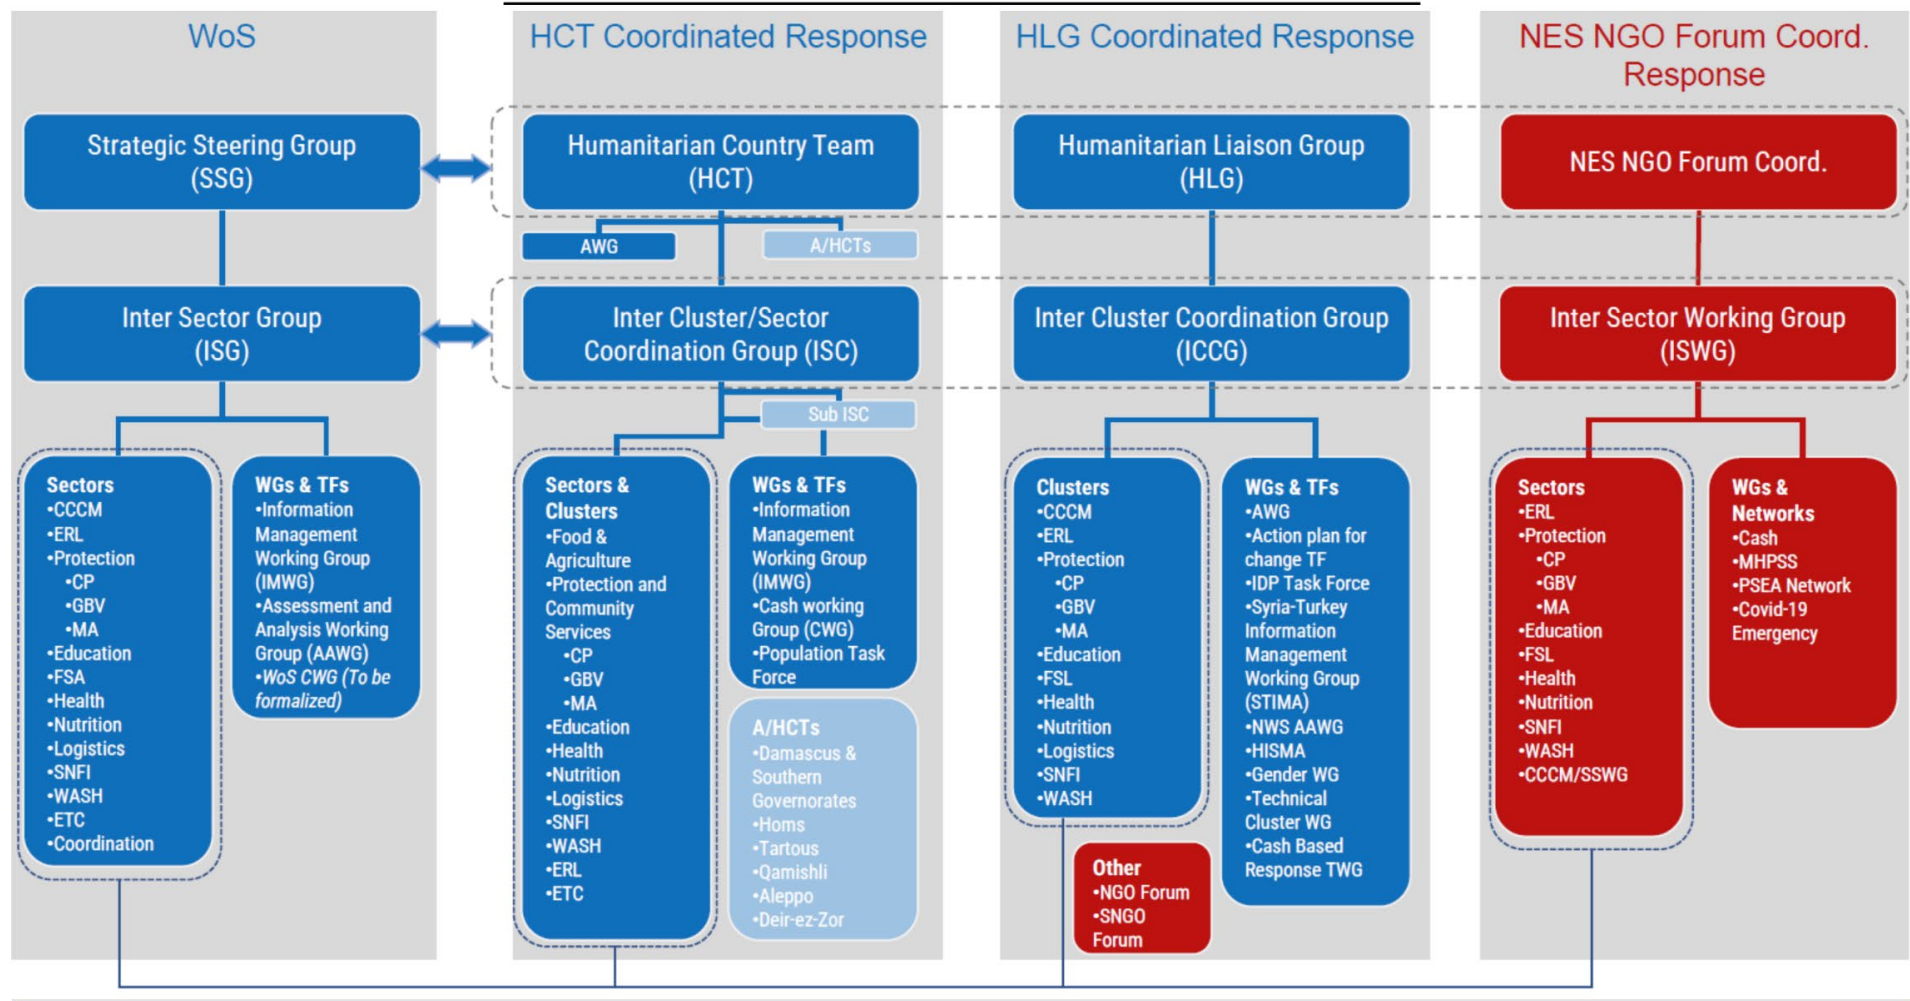 WoS
Strategic Steering Group
(SSG)
Inter Sector Group
(ISG)
Sectors
•CCCM
•ERL
•Protection
•CP
•GBV
•MA
•Education
•FSA
•Health
•Nutrition
•Logistics
•SNFI
•WASH
•ETC
•Coordination
WGs & TFs
•Information
Management
Working Group
(IMWG)
•Assessment and
Analysis Working
Group (AAWG)
•WoS CWG (To be
formalized)
HCT Coordinated Response
Humanitarian Country Team
(HCT)
AWG
A/HCTs
Inter Cluster/Sector
Coordination Group (ISC)
Sub ISC
Sectors &
Clusters
•Food &
Agriculture
•Protection and
Community
Services
•CP
•GBV
•MA
•Education
•Health
•Nutrition
•Logistics
•SNFI
•WASH
•ERL
•ETC
WGs & TFs
•Information
Management
Working Group
(IMWG)
•Cash working
Group (CWG)
•Population Task
Force
A/HCTs
•Damascus &
Southern
Governorates
•Homs
•Tartous
•Qamishli
•Aleppo
•Deir-ez-Zor
HLG Coordinated Response
Humanitarian Liaison Group
(HLG)
Inter Cluster Coordination Group
(ICCG)
Clusters
•CCCM
•ERL
•Protection
•CP
•GBV
•MA
•Education
•FSL
•Health
•Nutrition
•Logistics
•SNFI
•WASH
WGs & TFs
•AWG
•Action plan for
change TF
•IDP Task Force
•Syria-Turkey
Information
Management
Working Group
(STIMA)
•NWS AAWG
•HISMA
•Gender WG
•Technical
Cluster WG
•Cash Based
Response TWG
Other
•NGO Forum
•SNGO
Forum
NES NGO Forum Coord.
Response
NES NGO Forum Coord.
Inter Sector Working Group
(ISWG)
Sectors
•ERL
•Protection
•CP
•GBV
•MA
•Education
•FSL
•Health
•Nutrition
•SNFI
•WASH
•CCCM/SSWG
WGs &
Networks
•Cash
•MHPSS
•PSEA Network
•Covid-19
Emergency